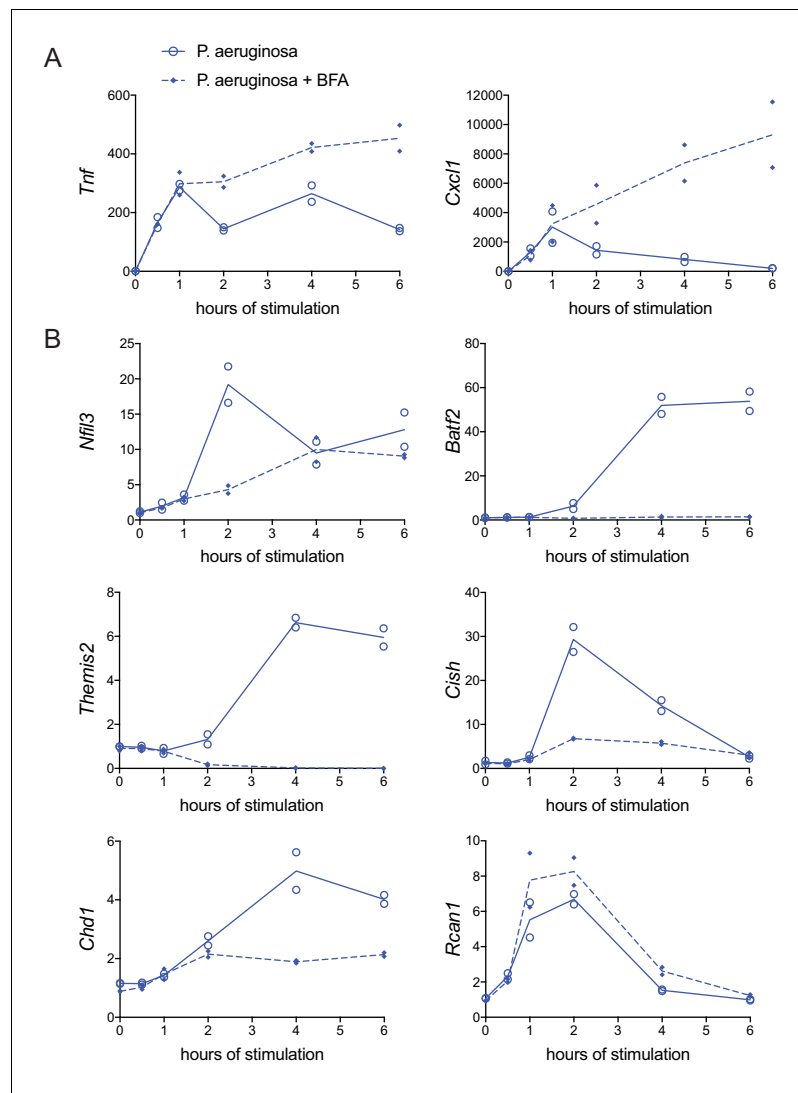 A
P. aeruginosa
P. aeruginosa + BFA
Tnf
600
400
200
0
0 1 2 3 4 5 6
hours of stimulation
Cxcl1
12000
10000
8000
6000
4000
2000
0
0 1 2 3 4 5 6
hours of stimulation
B
Nfil3
25
20
15
10
5
0
0 1 2 3 4 5 6
hours of stimulation
Batf2
60
40
20
0
0 1 2 3 4 5 6
hours of stimulation
Themis2
8
6
4
2
0
0 1 2 3 4 5 6
hours of stimulation
Cish
40
30
20
10
0
0 1 2 3 4 5 6
hours of stimulation
Chd1
6
4
2
0
0 1 2 3 4 5 6
hours of stimulation
Rcan1
10
8
6
4
2
0
0 1 2 3 4 5 6
hours of stimulation